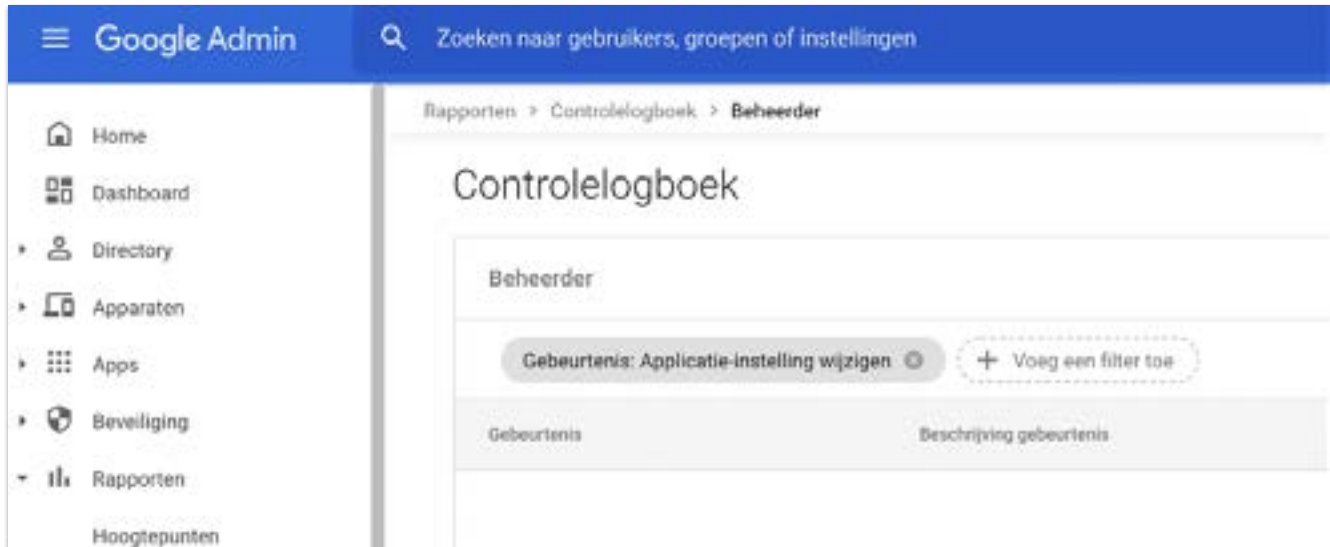 Google Admin
Zoeken naar gebruikers, groepen of instellingen
Rapporten > Controlelogboek > Beheerder
Home
Dashboard
Directory
Apparaten
Apps
Beveiliging
Rapporten
Hoogtepunten
Controlelogboek
Beheerder
Gebeurtenis: Applicatie-instelling wijzigen
+ Voeg een filter toe
Gebeurtenis
Beschrijving gebeurtenis